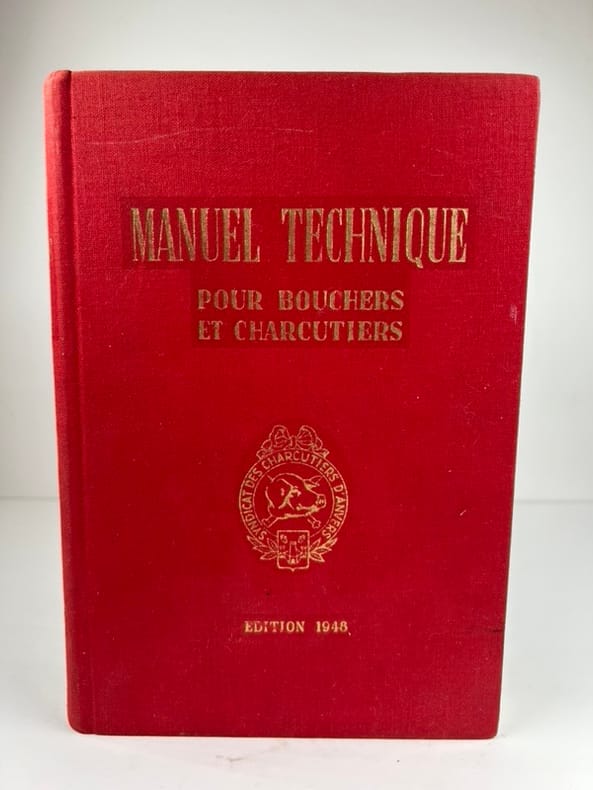 MANUEL TECHNIQUE
POUR BOUCHERS
ET CHARCUTIERS
SYNDICAT DES CHARCUTIERS D'ANVERS
EDITION 1948